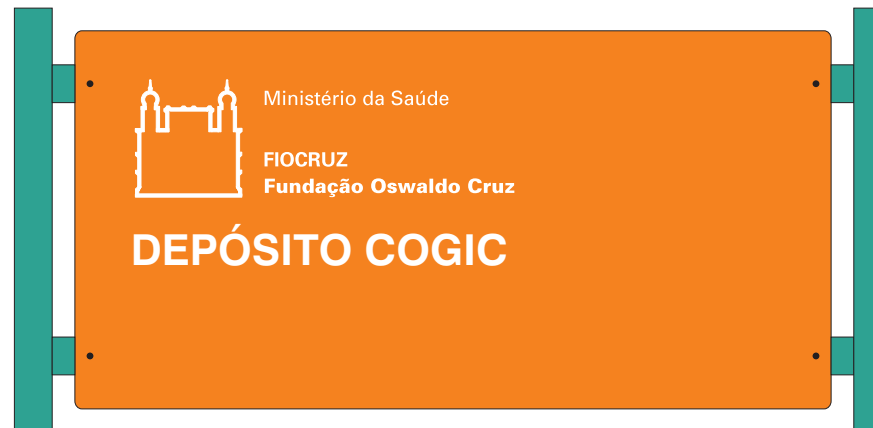 Ministério da Saúde
FIOCRUZ
Fundação Oswaldo Cruz
DEPÓSITO COGIC